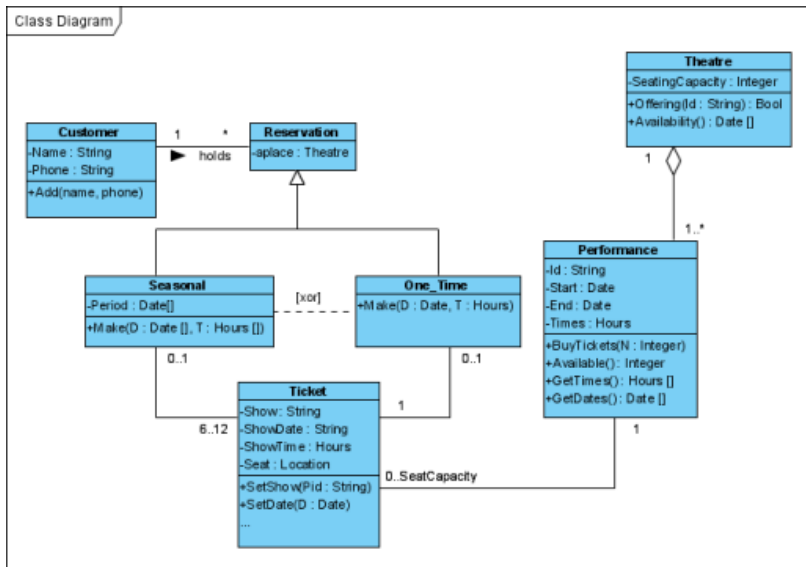 Class Diagram
Theatre
-SeatingCapacity : Integer
+Offering(Id : String) : Bool
+Availability() : Date []
Customer
-Name : String
-Phone : String
+Add(name, phone)
1
*
holds
Reservation
-aplace : Theatre
1
1..*
Performance
-Id : String
-Start : Date
-End : Date
-Times : Hours
+BuyTickets(N : Integer)
+Available() : Integer
+GetTimes() : Hours []
+GetDates() : Date []
Seasonal
-Period : Date[]
+Make(D : Date [], T : Hours [])
[xor]
One_Time
+Make(D : Date, T : Hours)
0..1
0..1
Ticket
-Show : String
-ShowDate : String
-ShowTime : Hours
-Seat : Location
+SetShow(Pid : String)
+SetDate(D : Date)
...
6..12
1
1
0..SeatCapacity